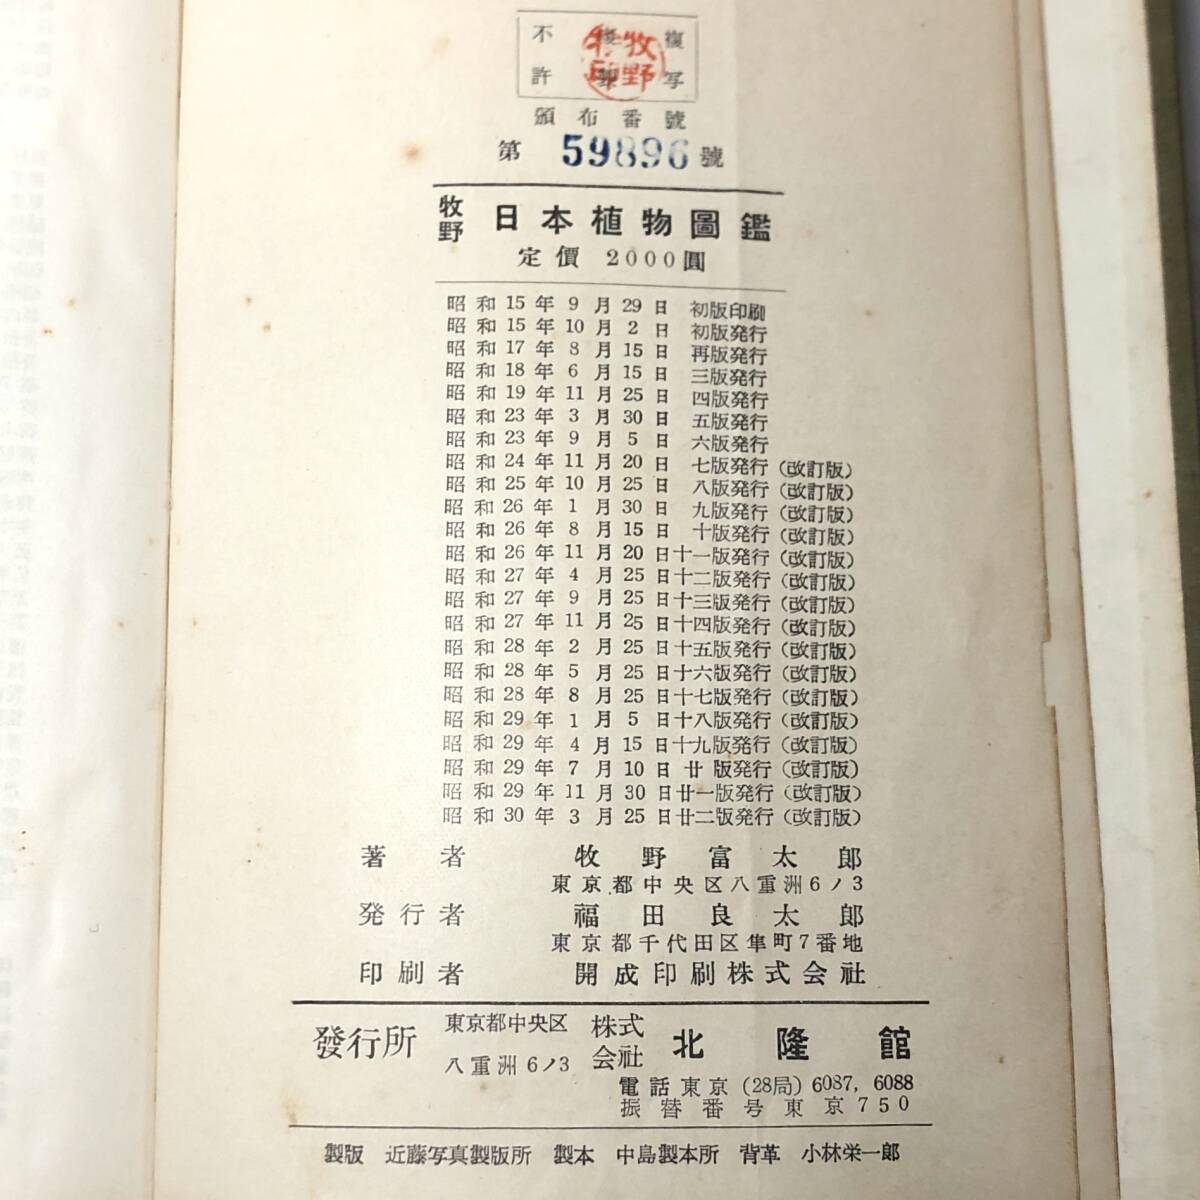 不 複 複
許 製 写
牧野
頒布番號
第 59896 號
牧野 日本植物圖鑑
定價 2000圓
昭和15年9月29日 初版印刷
昭和15年10月2日 初版発行
昭和17年8月15日 再版発行
昭和18年6月15日 三版発行
昭和19年11月25日 四版発行
昭和23年3月30日 五版発行
昭和23年9月5日 六版発行
昭和24年11月20日 七版発行(改訂版)
昭和25年10月25日 八版発行(改訂版)
昭和26年1月30日 九版発行(改訂版)
昭和26年8月15日 十版発行(改訂版)
昭和26年11月20日十一版発行(改訂版)
昭和27年4月25日十二版発行(改訂版)
昭和27年9月25日十三版発行(改訂版)
昭和27年11月25日十四版発行(改訂版)
昭和28年2月25日十五版発行(改訂版)
昭和28年5月25日十六版発行(改訂版)
昭和28年8月25日十七版発行(改訂版)
昭和29年1月5日十八版発行(改訂版)
昭和29年4月15日十九版発行(改訂版)
昭和29年7月10日廿版発行(改訂版)
昭和29年11月30日廿一版発行(改訂版)
昭和30年3月25日廿二版発行(改訂版)
著者 牧野富太郎
東京都中央区八重洲6ノ3
発行者 福田良太郎
東京都千代田区隼町7番地
印刷者 開成印刷株式会社
發行所 東京都中央区八重洲6ノ3 株式会社 北隆館
電話東京(28局)6087, 6088
振替番号東京750
製版 近藤写真製版所 製本 中島製本所 背革 小林栄一郎